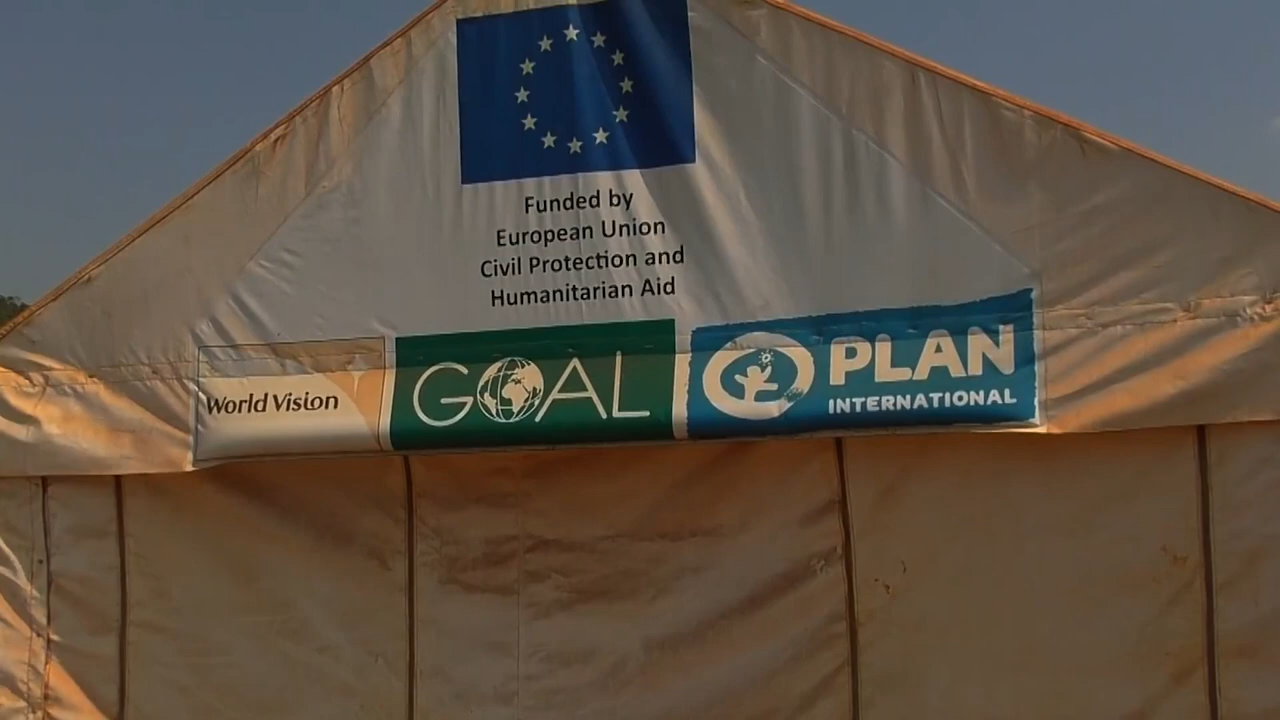 Funded by
European Union
Civil Protection and
Humanitarian Aid
World Vision
GOAL
PLAN
INTERNATIONAL